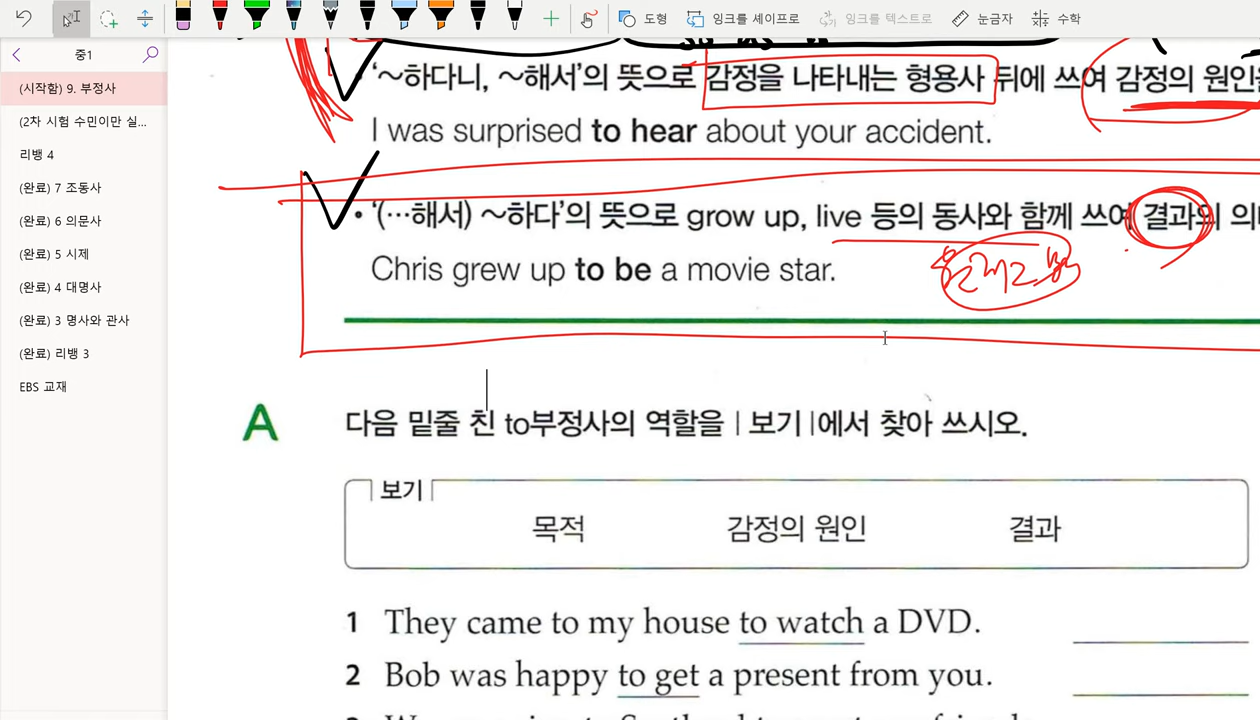 도형
잉크를 셰이프로
잉크를 텍스트로
눈금자
수학
중1
(시작함) 9. 부정사
(2차 시험 수민이만 실...
리뱅 4
(완료) 7 조동사
(완료) 6 의문사
(완료) 5 시제
(완료) 4 대명사
(완료) 3 명사와 관사
(완료) 리뱅 3
EBS 교재
• '~하다니, ~해서'의 뜻으로 감정을 나타내는 형용사 뒤에 쓰여 감정의 원인
I was surprised to hear about your accident.
• '(…해서) ~하다'의 뜻으로 grow up, live 등의 동사와 함께 쓰여 결과의 의
Chris grew up to be a movie star.
A 다음 밑줄 친 to부정사의 역할을 | 보기 |에서 찾아 쓰시오.
보기
목적 감정의 원인 결과
1 They came to my house to watch a DVD.
2 Bob was happy to get a present from you.